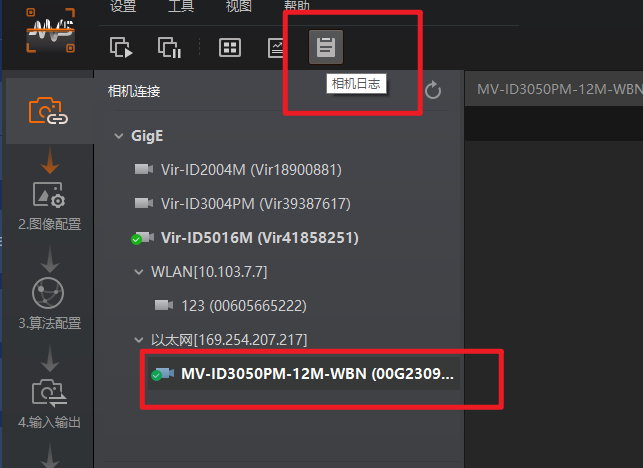 设置 工具 视图 帮助
相机日志
相机连接
MV-ID3050PM-12M-WBN
GigE
Vir-ID2004M (Vir18900881)
Vir-ID3004PM (Vir39387617)
2.图像配置
Vir-ID5016M (Vir41858251)
WLAN[10.103.7.7]
123 (00605665222)
3.算法配置
以太网[169.254.207.217]
MV-ID3050PM-12M-WBN (00G2309...
4.输入输出